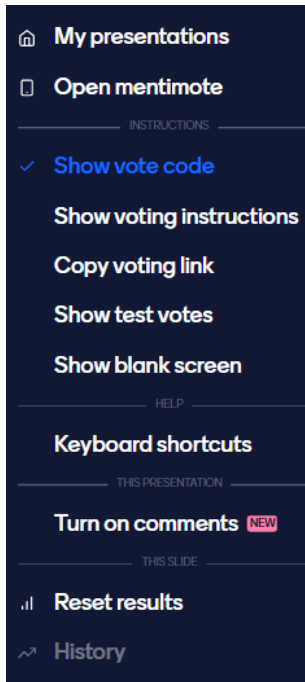 My presentations
Open mentimote
INSTRUCTIONS
Show vote code
Show voting instructions
Copy voting link
Show test votes
Show blank screen
HELP
Keyboard shortcuts
THIS PRESENTATION
Turn on comments NEW
THIS SLIDE
Reset results
History